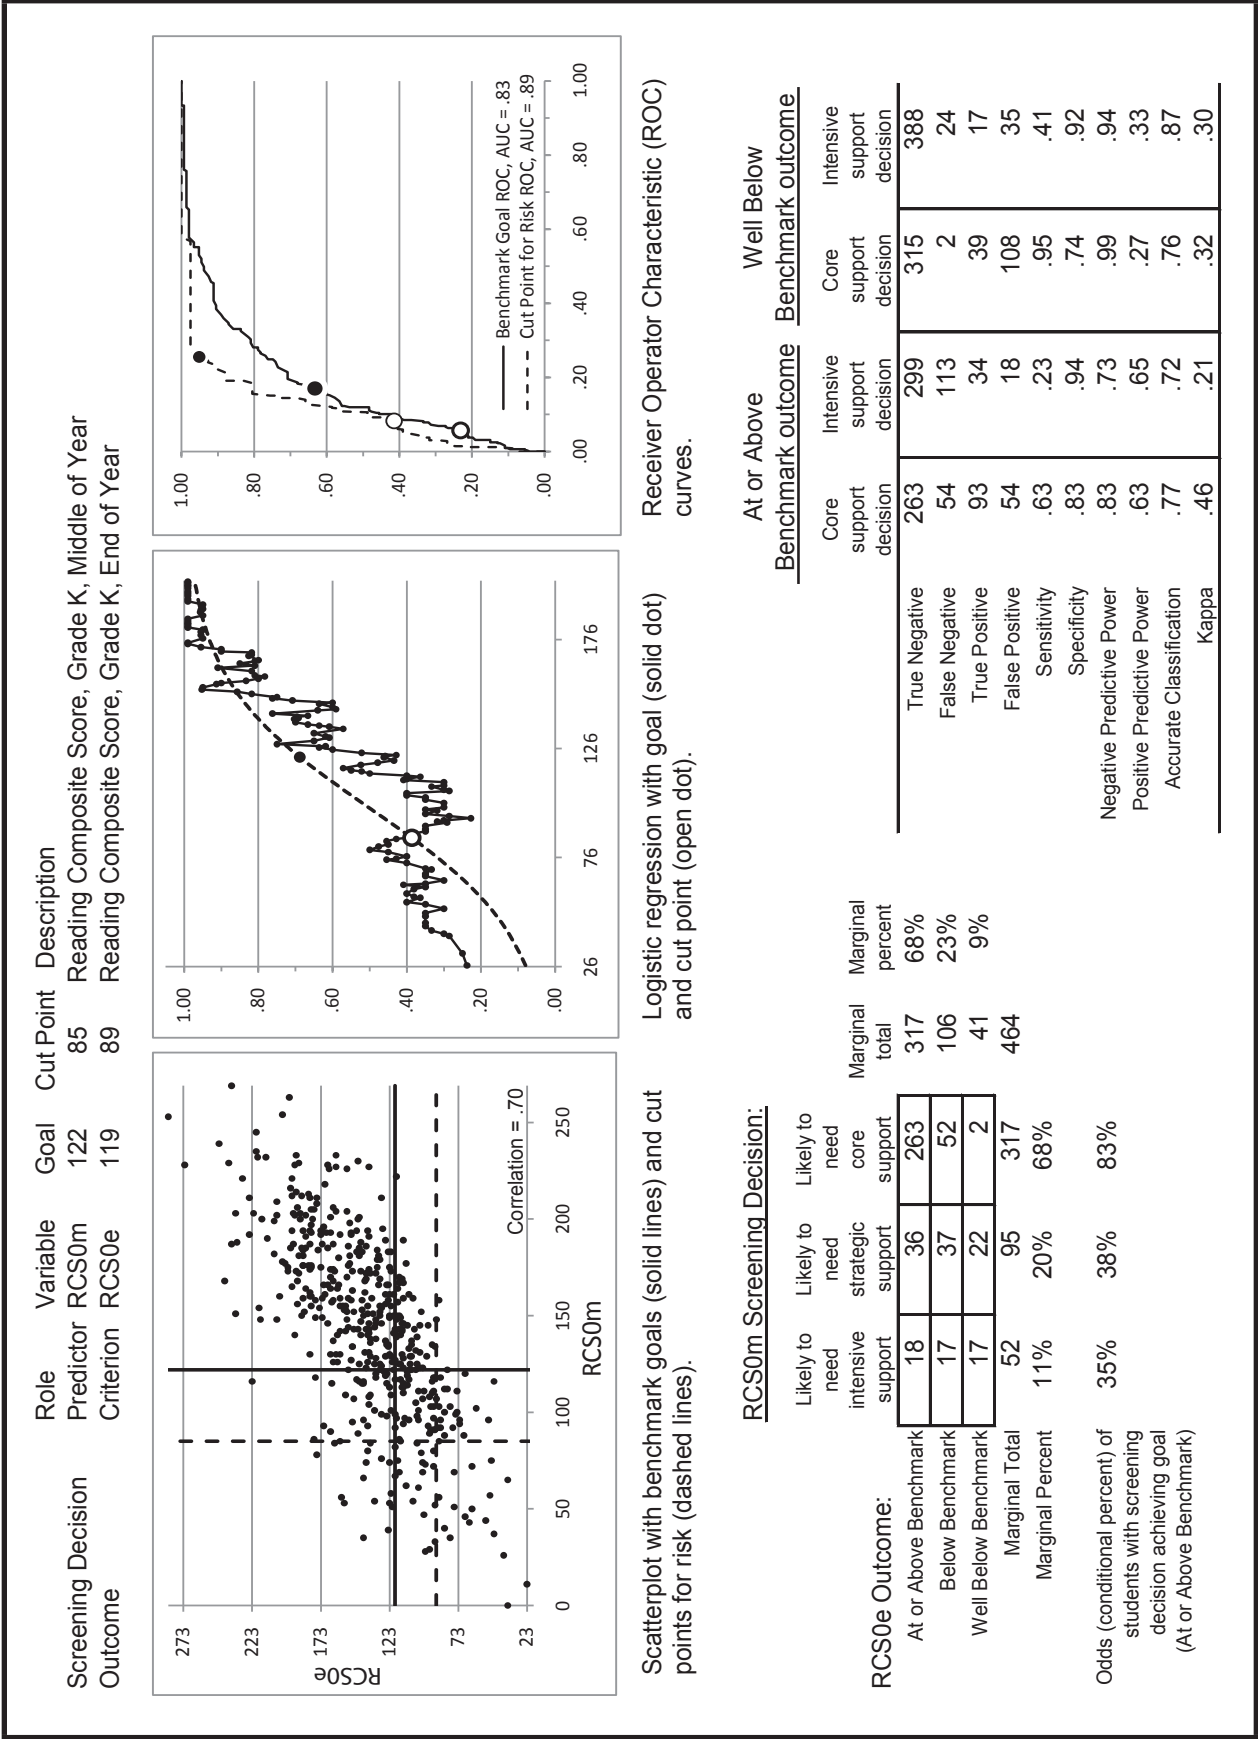 Role Variable Goal Cut Point Description
Screening Decision Predictor RCS0m 122 85 Reading Composite Score, Grade K, Middle of Year
Outcome Criterion RCS0e 119 89 Reading Composite Score, Grade K, End of Year
273
223
173
123
73
23
RCS0e
0 50 100 150 200 250
RCS0m
Correlation = .70
Scatterplot with benchmark goals (solid lines) and cut
points for risk (dashed lines).
1.00
.80
.60
.40
.20
.00
26 76 126 176
Logistic regression with goal (solid dot)
and cut point (open dot).
1.00
.80
.60
.40
.20
.00
.00 .20 .40 .60 .80 1.00
Benchmark Goal ROC, AUC = .83
Cut Point for Risk ROC, AUC = .89
Receiver Operator Characteristic (ROC)
curves.
RCS0m Screening Decision:
RCS0e Outcome:
Likely to
need
intensive
support
Likely to
need
strategic
support
Likely to
need
core
support
Marginal
total
Marginal
percent
At or Above Benchmark 18 36 263 317 68%
Below Benchmark 17 37 52 106 23%
Well Below Benchmark 17 22 2 41 9%
Marginal Total 52 95 317 464
Marginal Percent 11% 20% 68%
Odds (conditional percent) of
students with screening
decision achieving goal
(At or Above Benchmark)
35% 38% 83%
At or Above
Benchmark outcome
Well Below
Benchmark outcome
Core
support
decision
Intensive
support
decision
Core
support
decision
Intensive
support
decision
True Negative 263 299 315 388
False Negative 54 113 2 24
True Positive 93 34 39 17
False Positive 54 18 108 35
Sensitivity .63 .23 .95 .41
Specificity .83 .94 .74 .92
Negative Predictive Power .83 .73 .99 .94
Positive Predictive Power .63 .65 .27 .33
Accurate Classification .77 .72 .76 .87
Kappa .46 .21 .32 .30